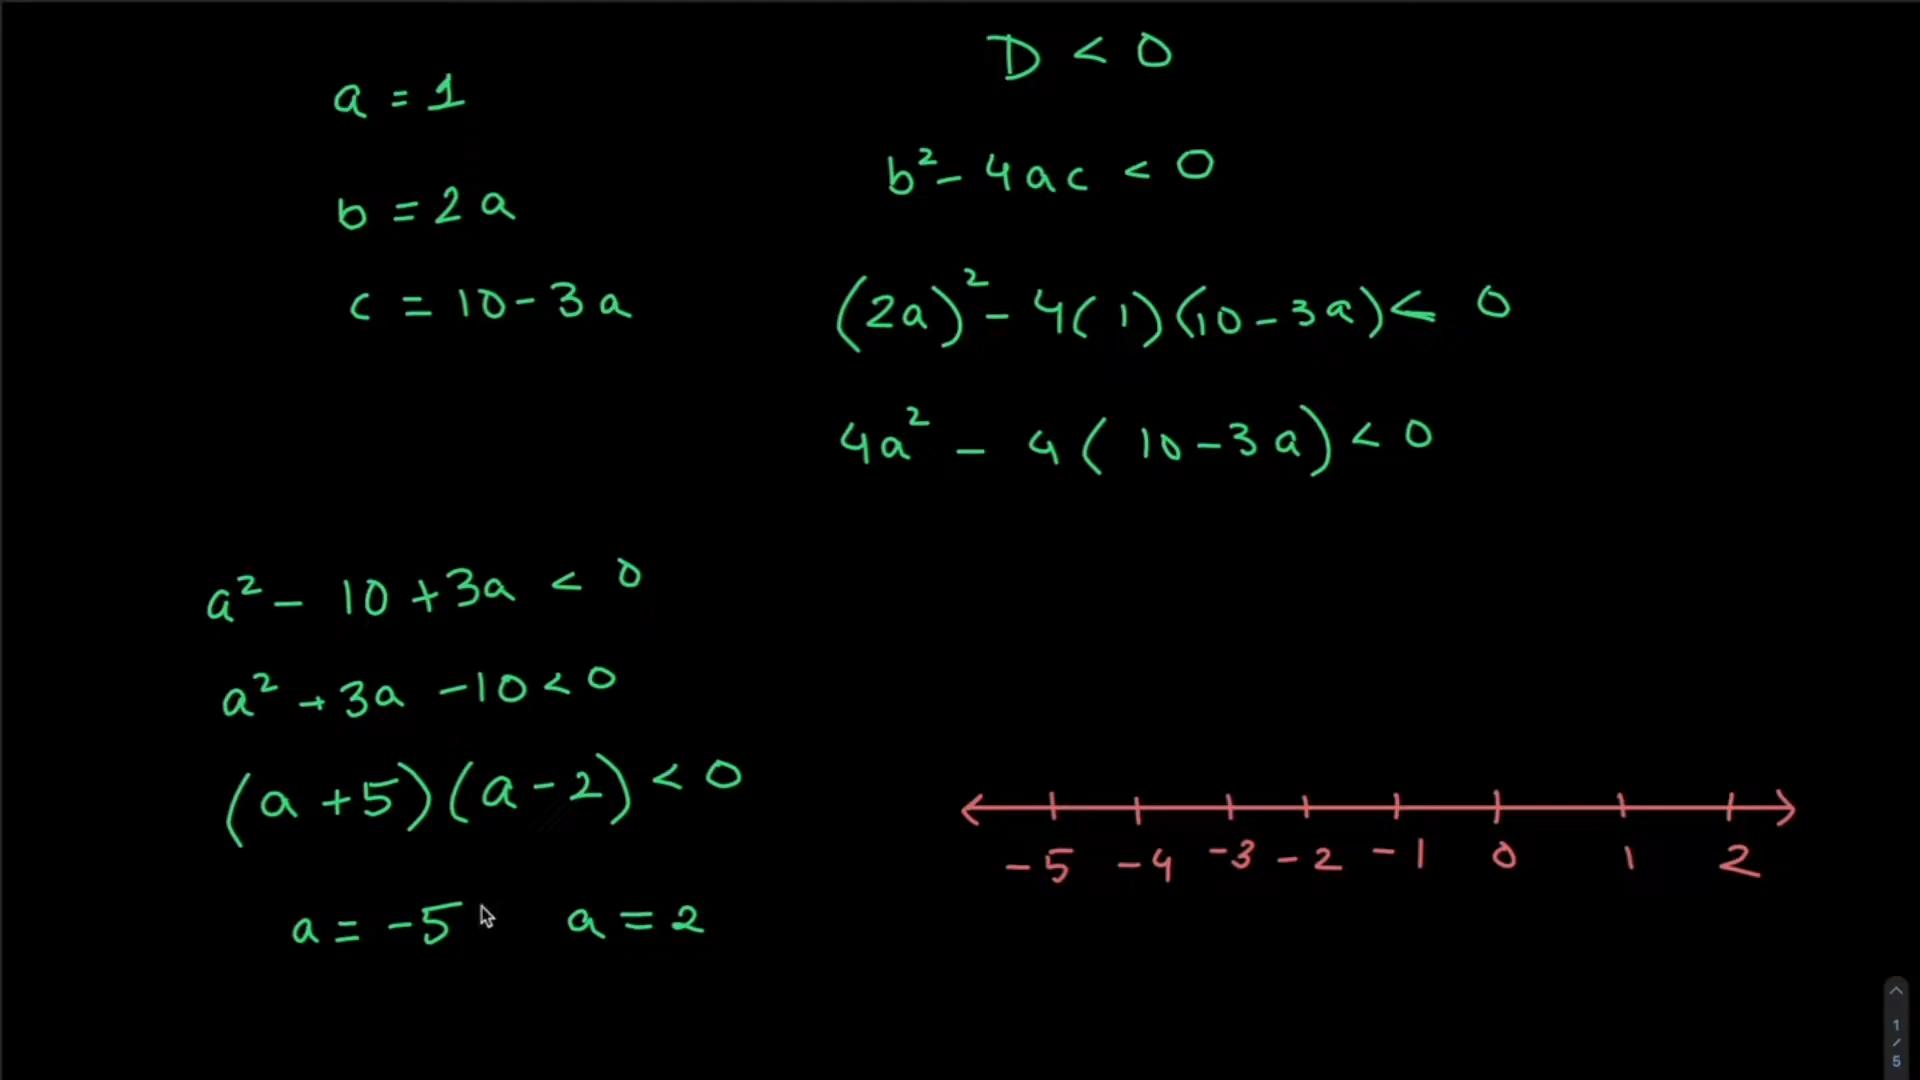 a = 1
b = 2a
c = 10 - 3a
D < 0
b² - 4ac < 0
(2a)² - 4(1)(10 - 3a) < 0
4a² - 4(10 - 3a) < 0
a² - 10 + 3a < 0
a² + 3a - 10 < 0
(a + 5)(a - 2) < 0
a = -5 a = 2
-5 -4 -3 -2 -1 0 1 2
1
/
5